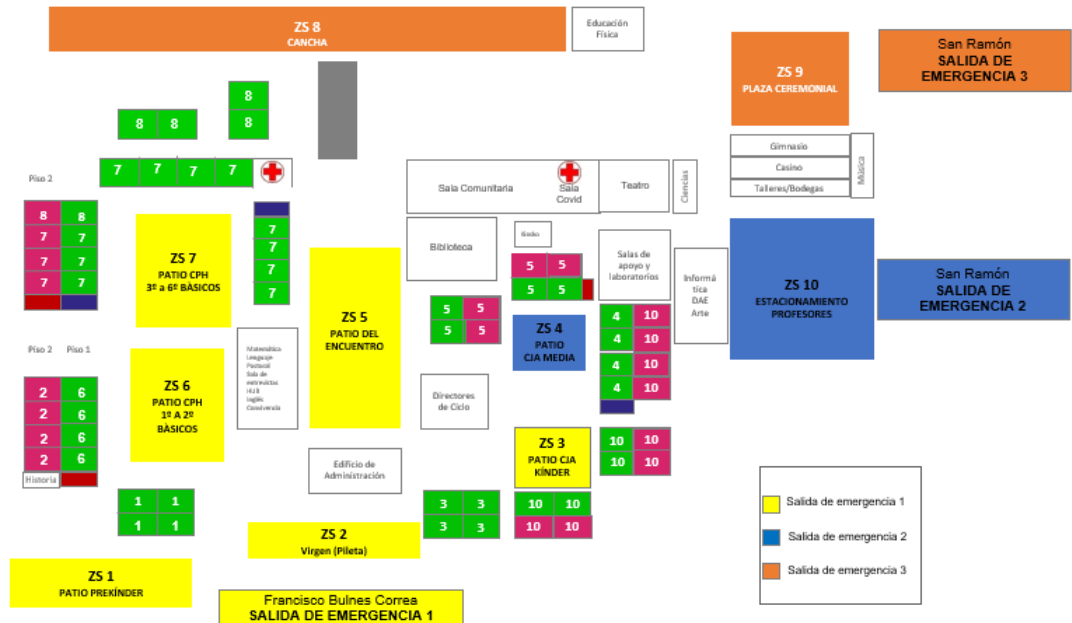 ZS 8
CANCHA
Educación
Física
ZS 9
PLAZA CEREMONIAL
San Ramón
SALIDA DE
EMERGENCIA 3
8
8
8 8
7 7 7 7
Piso 2
Sala Comunitaria
Sala
Covid
Teatro
Ciencias
Gimnasio
Casino
Talleres/Bodegas
Música
8 8
7 7
7 7
7 7
ZS 7
PATIO CPH
3º a 6º BÀSICOS
7
7
7
7
ZS 5
PATIO DEL
ENCUENTRO
Biblioteca
5 5
5 5
Salas de
apoyo y
laboratorios
Informá
tica
DAE
Arte
ZS 10
ESTACIONAMIENTO
PROFESORES
San Ramón
SALIDA DE
EMERGENCIA 2
5 5
5 5
ZS 4
PATIO
CJA MEDIA
4 10
4 10
4 10
4 10
Piso 2 Piso 1
2 6
2 6
2 6
2 6
Historia
ZS 6
PATIO CPH
1º A 2º
BÀSICOS
Matemática
Lenguaje
Pastoral
Sala de
entrevistas
HUB
Inglés
Convivencia
Directores
de Ciclo
ZS 3
PATIO CJA
KÍNDER
10 10
10 10
Edificio de
Administración
1 1
1 1
3 3
3 3
10 10
10 10
ZS 2
Virgen (Pileta)
ZS 1
PATIO PREKÍNDER
Francisco Bulnes Correa
SALIDA DE EMERGENCIA 1
Salida de emergencia 1
Salida de emergencia 2
Salida de emergencia 3